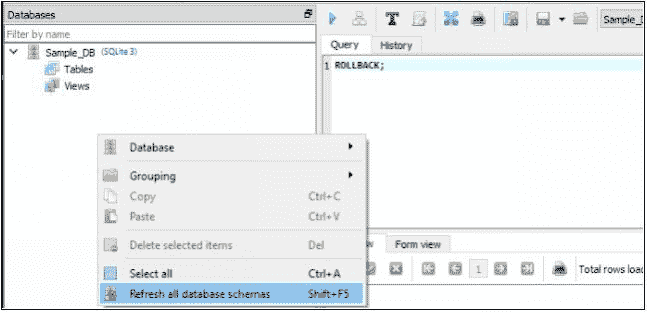 Databases
Filter by name
Sample_DB (SQLite 3)
Tables
Views
Sample_
Query History
1 ROLLBACK;
Database
Grouping
Copy Ctrl+C
Paste Ctrl+V
Delete selected items Del
Select all Ctrl+A
Refresh all database schemas Shift+F5
w Form view
1 Total rows load